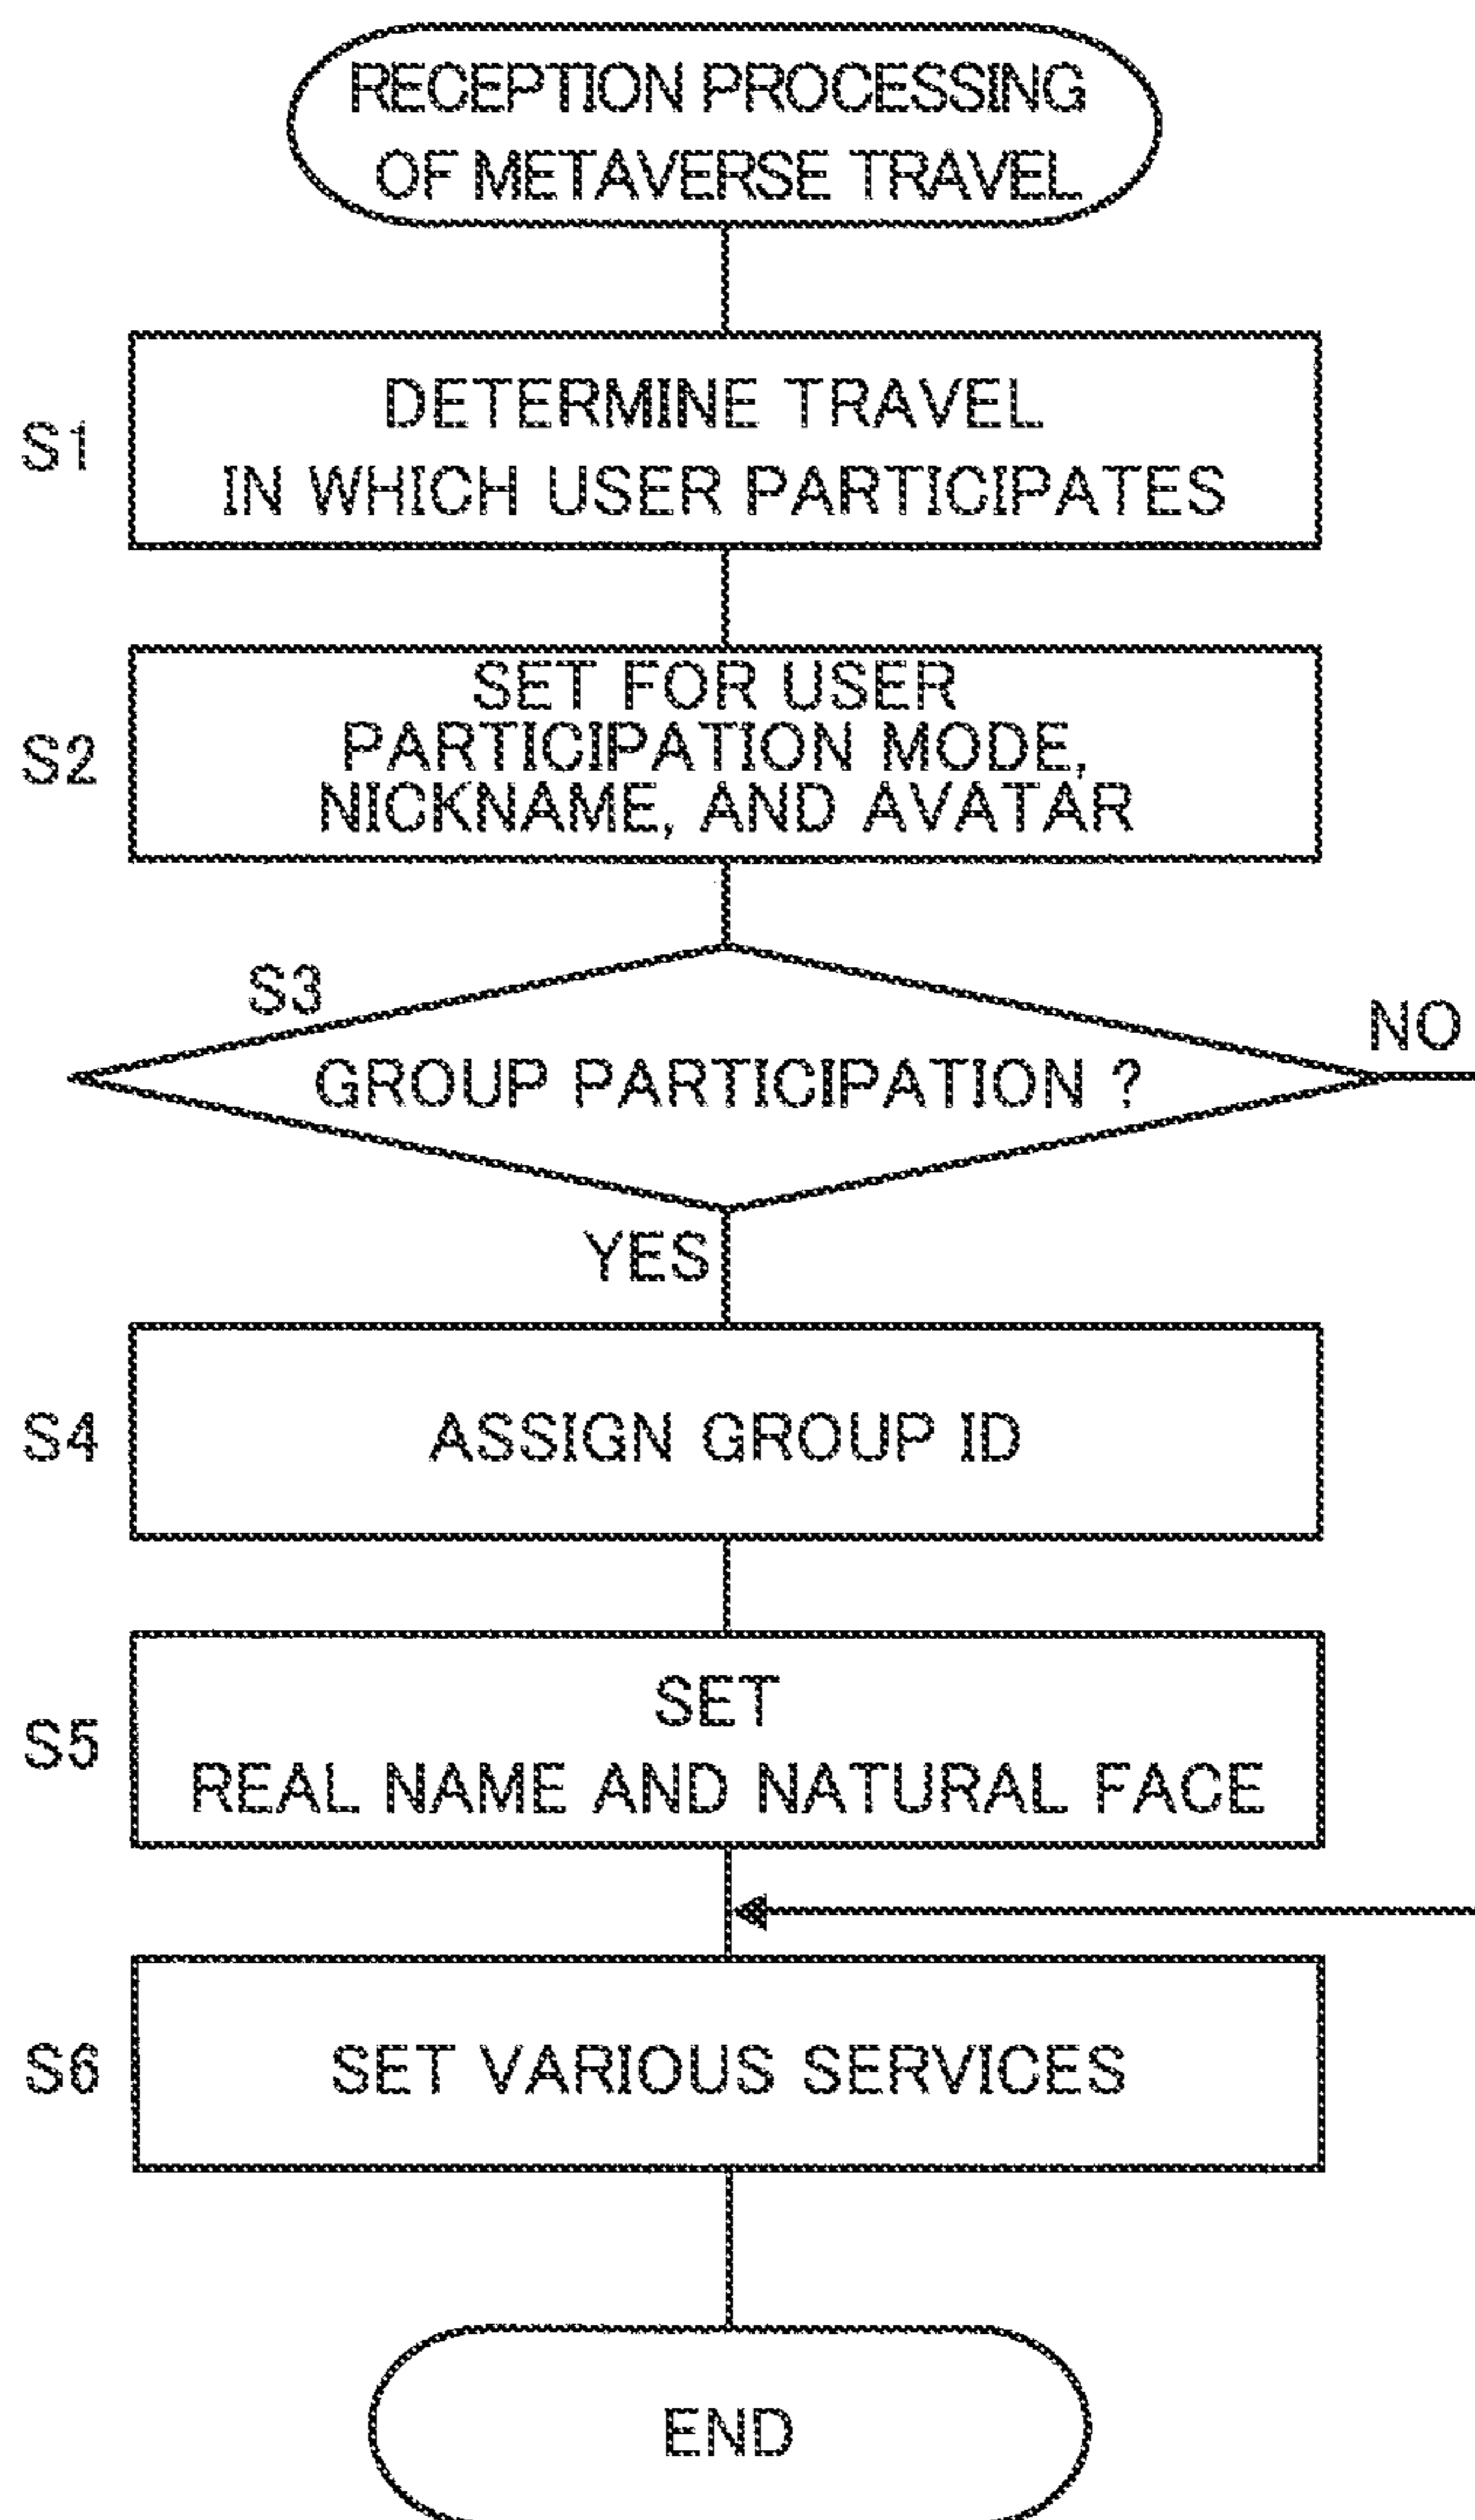 RECEPTION PROCESSING
OF METAVERSE TRAVEL
S1
DETERMINE TRAVEL
IN WHICH USER PARTICIPATES
S2
SET FOR USER
PARTICIPATION MODE,
NICKNAME, AND AVATAR
S3
GROUP PARTICIPATION ?
NO
YES
S4
ASSIGN GROUP ID
S5
SET
REAL NAME AND NATURAL FACE
S6
SET VARIOUS SERVICES
END